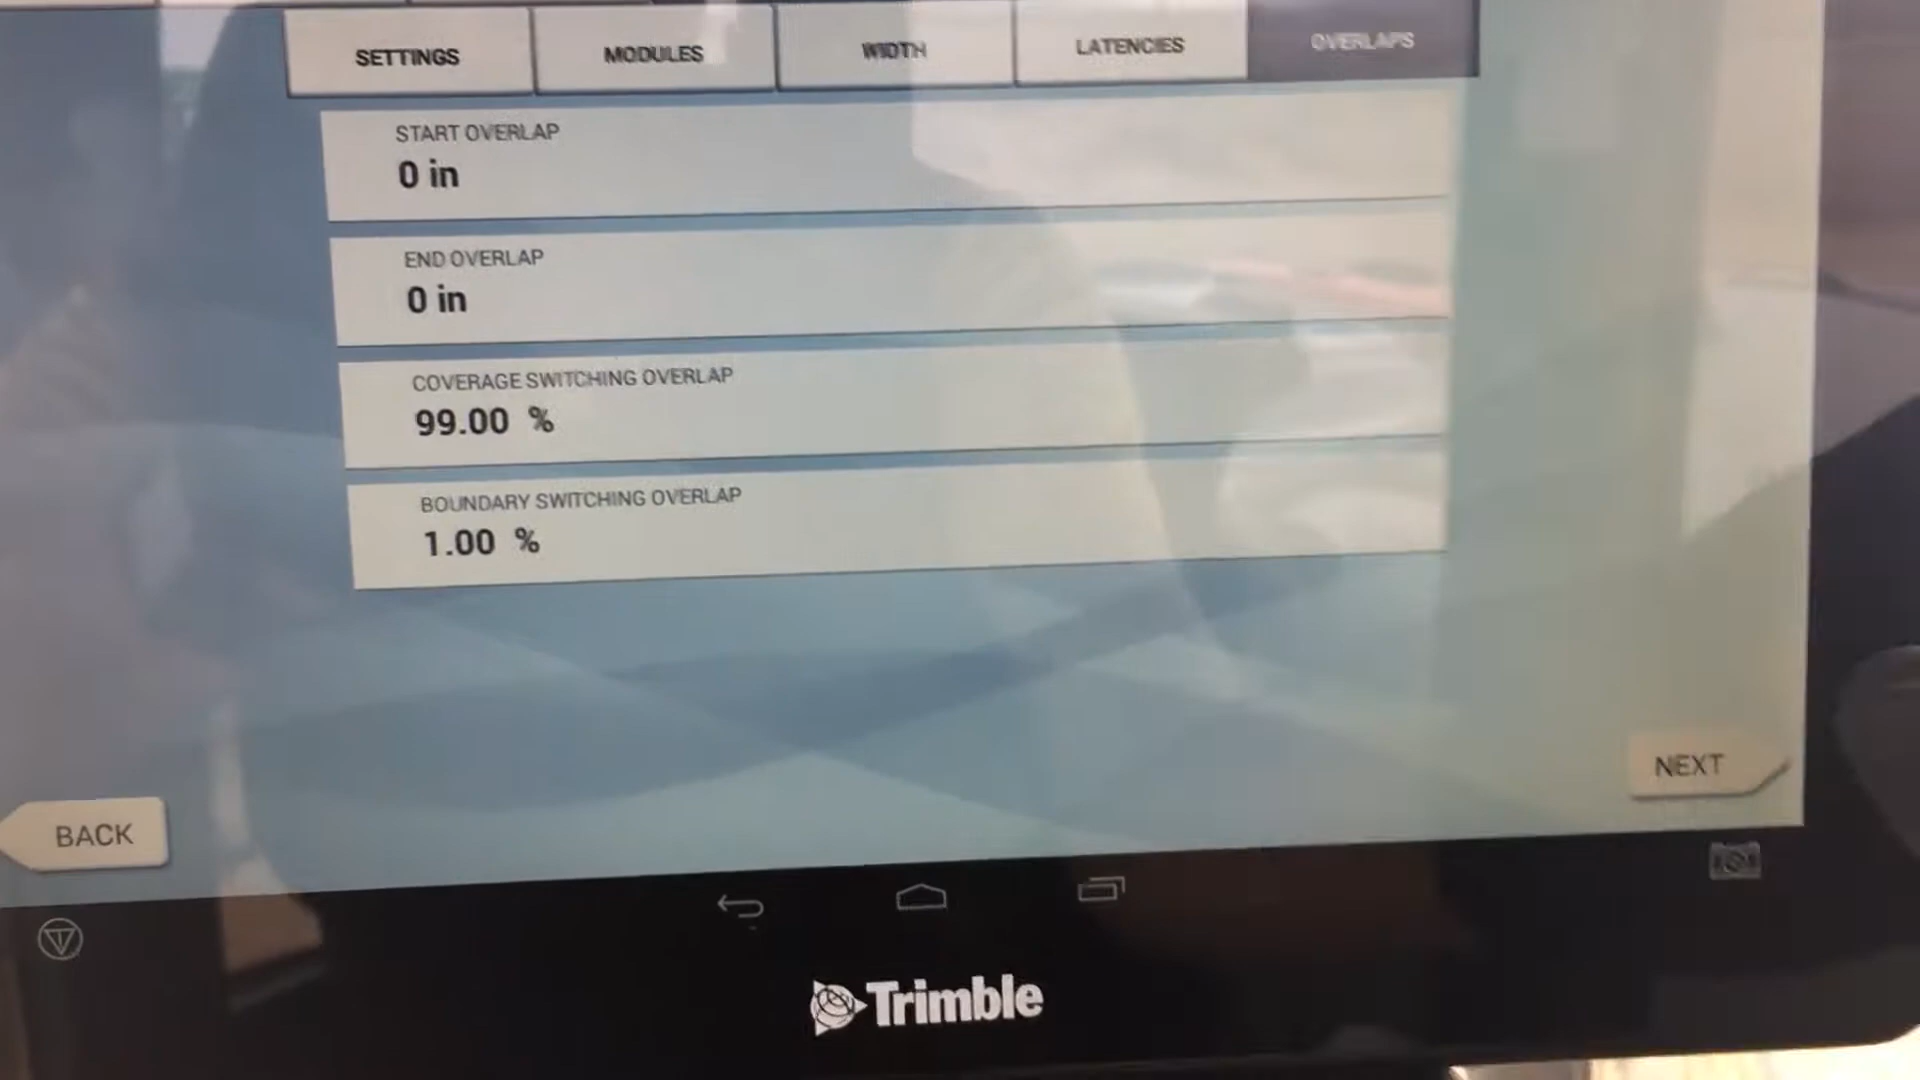 SETTINGS
MODULES
WIDTH
LATENCIES
OVERLAPS
START OVERLAP
0 in
END OVERLAP
0 in
COVERAGE SWITCHING OVERLAP
99.00 %
BOUNDARY SWITCHING OVERLAP
1.00 %
NEXT
BACK
Trimble